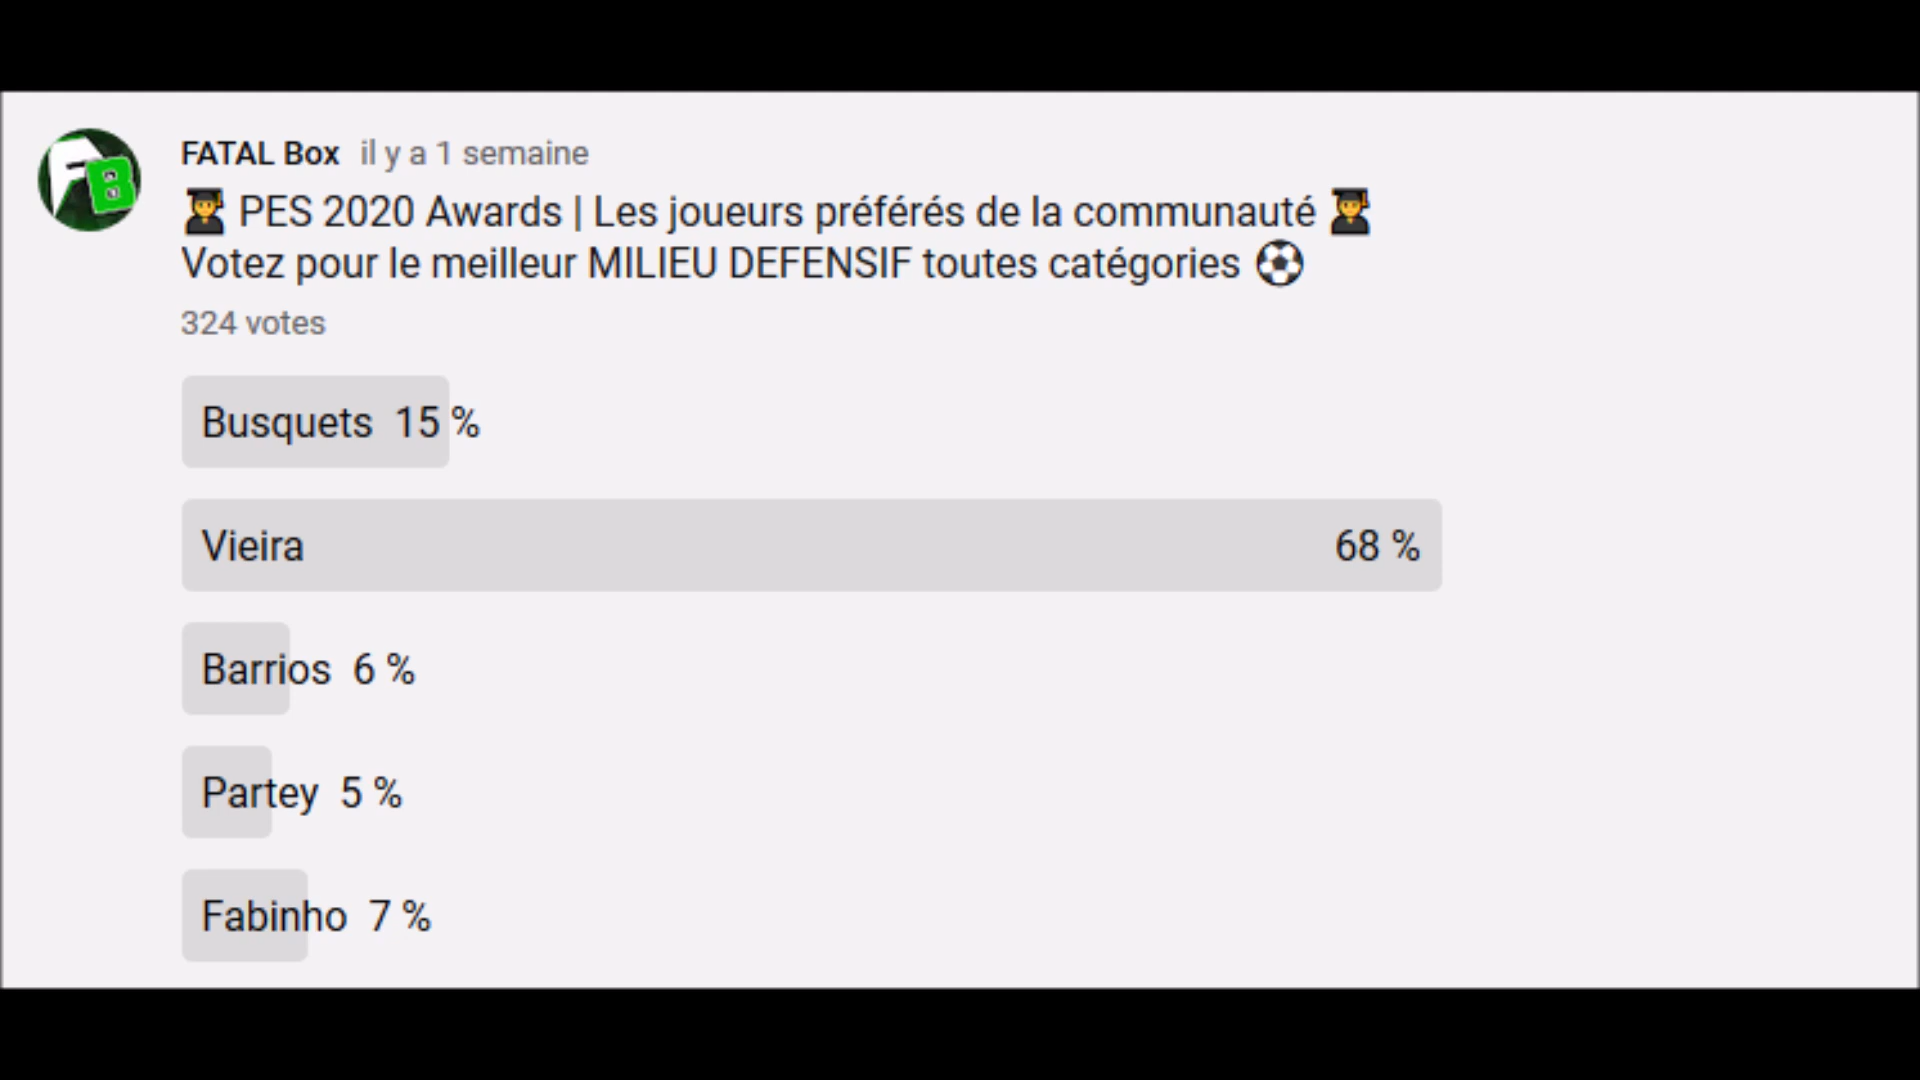 FB
FATAL Box il y a 1 semaine
👨‍🎓 PES 2020 Awards | Les joueurs préférés de la communauté 👨‍🎓
Votez pour le meilleur MILIEU DEFENSIF toutes catégories ⚽
324 votes
Busquets 15 %
Vieira 68 %
Barrios 6 %
Partey 5 %
Fabinho 7 %